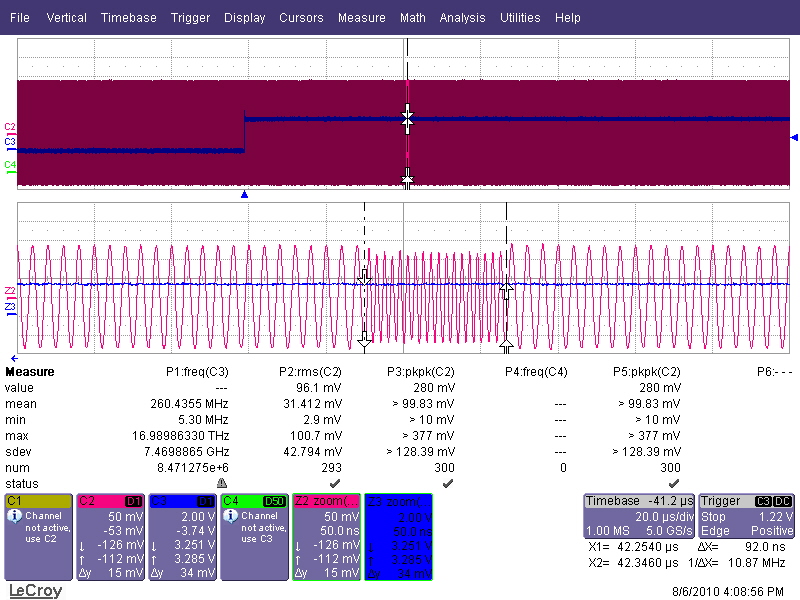 File Vertical Timebase Trigger Display Cursors Measure Math Analysis Utilities Help
C2
C3
C4
Z2
Z3
Measure P1:freq(C3) P2:rms(C2) P3:pkpk(C2) P4:freq(C4) P5:pkpk(C2) P6:- - -
value --- 96.1 mV 280 mV 280 mV
mean 260.4355 MHz 31.412 mV > 99.83 mV --- > 99.83 mV
min 5.30 MHz 2.9 mV > 10 mV --- > 10 mV
max 16.98986330 THz 100.7 mV > 377 mV --- > 377 mV
sdev 7.4698865 GHz 42.794 mV > 128.39 mV --- > 128.39 mV
num 8.471275e+6 293 300 0 300
status
C1
Channel
not active,
use C2
C2 D1
50 mV
-53 mV
↓ -126 mV
↑ -112 mV
Δy 15 mV
C3 D1
2.00 V
-3.74 V
↓ 3.251 V
↑ 3.285 V
Δy 34 mV
C4 D50
Channel
not active,
use C3
Z2 zoom(...
50 mV
50.0 ns
↓ -126 mV
↑ -112 mV
Δy 15 mV
Z3 zoom(...
2.00 V
50.0 ns
↓ 3.251 V
↑ 3.285 V
Δy 34 mV
Timebase -41.2 µs
20.0 µs/div
1.00 MS 5.0 GS/s
Trigger C3 DC
Stop 1.22 V
Edge Positive
X1= 42.2540 µs ΔX= 92.0 ns
X2= 42.3460 µs 1/ΔX= 10.87 MHz
LeCroy
8/6/2010 4:08:56 PM